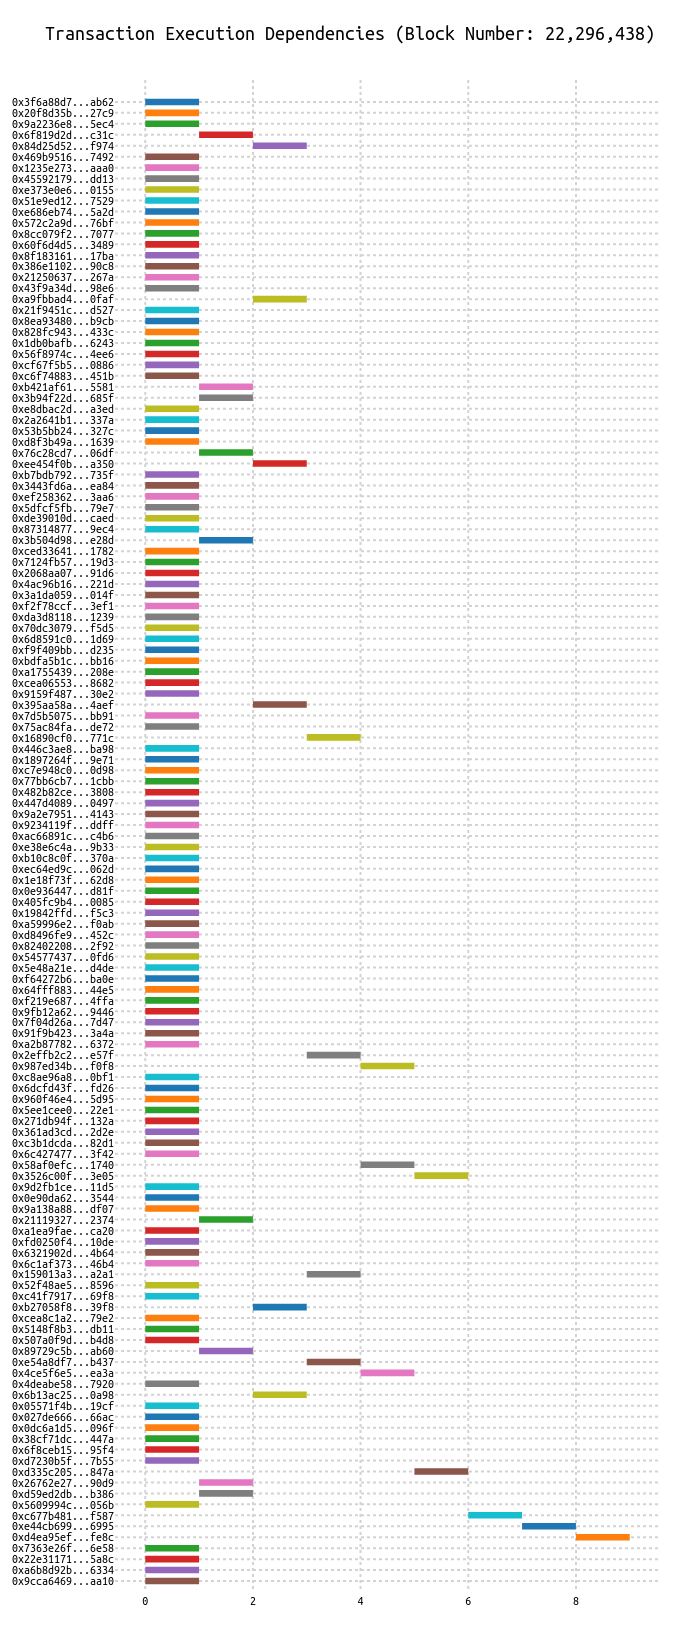 Transaction Execution Dependencies (Block Number: 22,296,438)
0x3f6a88d7...ab62
0x20f8d35b...27c9
0x9a2236e8...5ec4
0x6f819d2d...c31c
0x84d25d52...f974
0x469b9516...7492
0x1235e273...aaa0
0x45592179...dd13
0xe373e0e6...0155
0x51e9ed12...7529
0xe686eb74...5a2d
0x572c2a9d...76bf
0x8cc079f2...7077
0x60f6d4d5...3489
0x8f183161...17ba
0x386e1102...90c8
0x21250637...267a
0x43f9a34d...98e6
0xa9fbbad4...0faf
0x21f9451c...d527
0x8ea93480...b9cb
0x828fc943...433c
0x1db0bafb...6243
0x56f8974c...4ee6
0xcf67f5b5...0886
0xc6f74883...451b
0xb421af61...5581
0x3b94f22d...685f
0xe8dbac2d...a3ed
0x2a2641b1...337a
0x53b5bb24...327c
0xd8f3b49a...1639
0x76c28cd7...06df
0xee454f0b...a350
0xb7bdb792...735f
0x3443fd6a...ea84
0xef258362...3aa6
0x5dfcf5fb...79e7
0xde39010d...caed
0x87314877...9ec4
0x3b504d98...e28d
0xced33641...1782
0x7124fb57...19d3
0x2068aa07...91d6
0x4ac96b16...221d
0x3a1da059...014f
0xf2f78ccf...3ef1
0xda3d8118...1239
0x70dc3079...f5d5
0x6d8591c0...1d69
0xf9f409bb...d235
0xbdfa5b1c...bb16
0xa1755439...208e
0xcea06553...8682
0x9159f487...30e2
0x395aa58a...4aef
0x7d5b5075...bb91
0x75ac84fa...de72
0x16890cf0...771c
0x446c3ae8...ba98
0x1897264f...9e71
0xc7e948c0...0d98
0x77bb6cb7...1cbb
0x482b82ce...3808
0x447d4089...0497
0x9a2e7951...4143
0x9234119f...ddff
0xac66891c...c4b6
0xe38e6c4a...9b33
0xb10c8c0f...370a
0xec64ed9c...062d
0x1e18f73f...62d8
0x0e936447...d81f
0x405fc9b4...0085
0x19842ffd...f5c3
0xa59996e2...f0ab
0xd8496fe9...452c
0x82402208...2f92
0x54577437...0fd6
0x5e48a21e...d4de
0xf64272b6...ba0e
0x64fff883...44e5
0xf219e687...4ffa
0x9fb12a62...9446
0x7f04d26a...7d47
0x91f9b423...3a4a
0xa2b87782...6372
0x2effb2c2...e57f
0x987ed34b...f0f8
0xc8ae96a8...0bf1
0x6dcfd43f...fd26
0x960f46e4...5d95
0x5ee1cee0...22e1
0x271db94f...132a
0x361ad3cd...2d2e
0xc3b1dcda...82d1
0x6c427477...3f42
0x58af0efc...1740
0x3526c00f...3e05
0x9d2fb1ce...11d5
0x0e90da62...3544
0x9a138a88...df07
0x21119327...2374
0xa1ea9fae...ca20
0xfd0250f4...10de
0x6321902d...4b64
0x6c1af373...46b4
0x159013a3...a2a1
0x52f48ae5...8596
0xc41f7917...69f8
0xb27058f8...39f8
0xcea8c1a2...79e2
0x5148f8b3...db11
0x507a0f9d...b4d8
0x89729c5b...ab60
0xe54a8df7...b437
0x4ce5f6e5...ea3a
0x4deabe58...7920
0x6b13ac25...0a98
0x05571f4b...19cf
0x027de666...66ac
0x0dc6a1d5...096f
0x38cf71dc...447a
0x6f8ceb15...95f4
0xd7230b5f...7b55
0xd335c205...847a
0x26762e27...90d9
0xd59ed2db...b386
0x5609994c...056b
0xc677b481...f587
0xe44cb699...6995
0xd4ea95ef...fe8c
0x7363e26f...6e58
0x22e31171...5a8c
0xa6b8d92b...6334
0x9cca6469...aa10
0 2 4 6 8